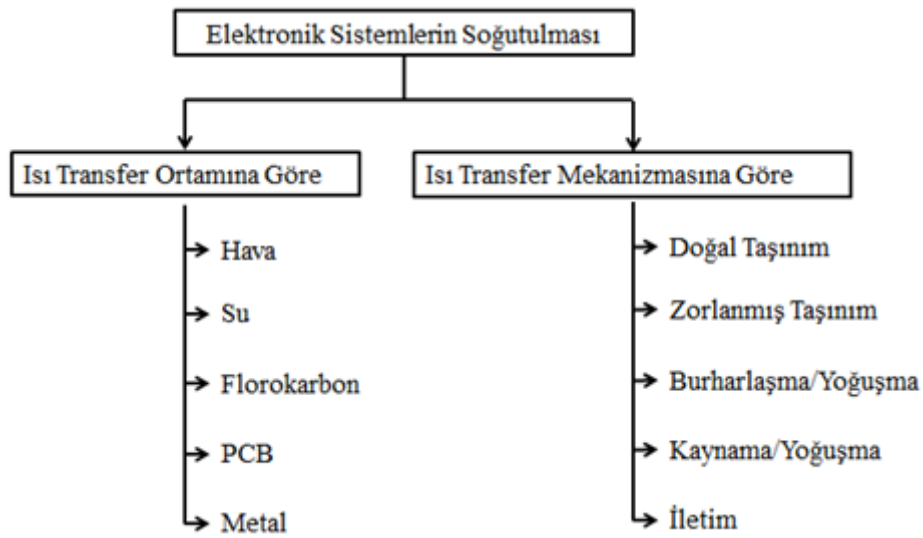 Elektronik Sistemlerin Soğutulması
Isı Transfer Ortamına Göre
Hava
Su
Florokarbon
PCB
Metal
Isı Transfer Mekanizmasına Göre
Doğal Taşınım
Zorlanmış Taşınım
Burharlaşma/Yoğuşma
Kaynama/Yoğuşma
İletim